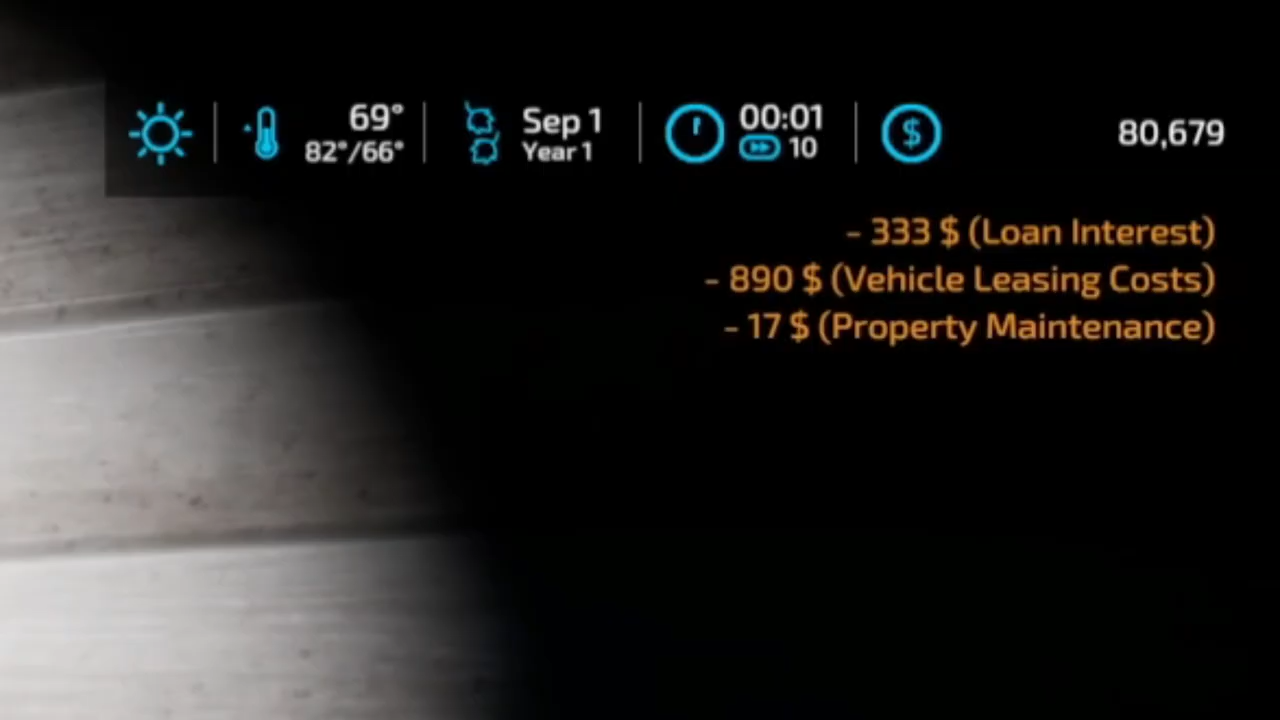 69°
82°/66°
Sep 1
Year 1
00:01
10
$
80,679
- 333 $ (Loan Interest)
- 890 $ (Vehicle Leasing Costs)
- 17 $ (Property Maintenance)